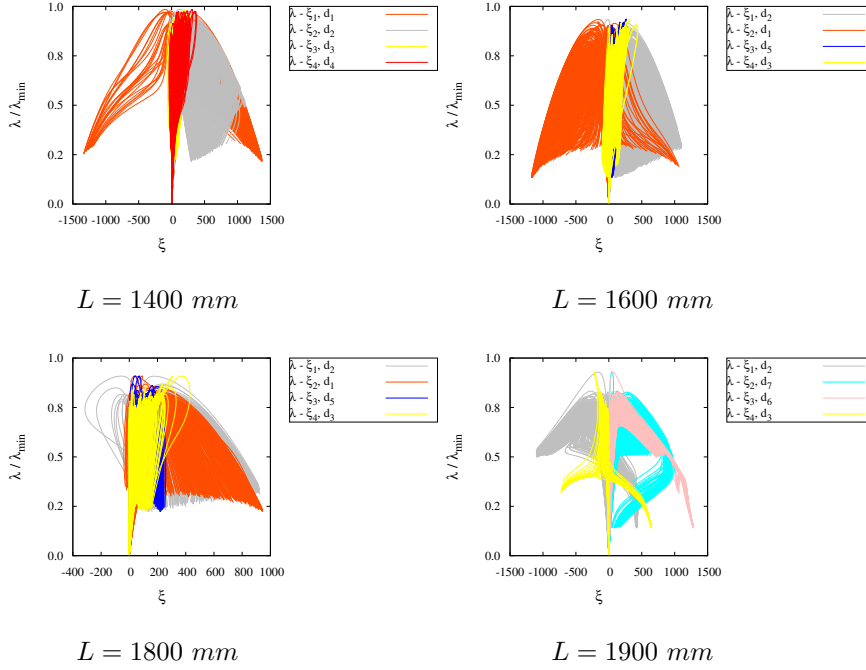 1.0
0.8
0.5
0.2
0.0
λ / λmin
-1500 -1000 -500 0 500 1000 1500
ξ
λ - ξ1, d1
λ - ξ2, d2
λ - ξ3, d3
λ - ξ4, d4
L = 1400 mm
1.0
0.8
0.5
0.2
0.0
λ / λmin
-1500 -1000 -500 0 500 1000 1500
ξ
λ - ξ1, d2
λ - ξ2, d1
λ - ξ3, d5
λ - ξ4, d3
L = 1600 mm
1.0
0.8
0.5
0.2
0.0
λ / λmin
-400 -200 0 200 400 600 800 1000
ξ
λ - ξ1, d2
λ - ξ2, d1
λ - ξ3, d5
λ - ξ4, d3
L = 1800 mm
1.0
0.8
0.5
0.2
0.0
λ / λmin
-1500 -1000 -500 0 500 1000 1500
ξ
λ - ξ1, d2
λ - ξ2, d7
λ - ξ3, d6
λ - ξ4, d3
L = 1900 mm